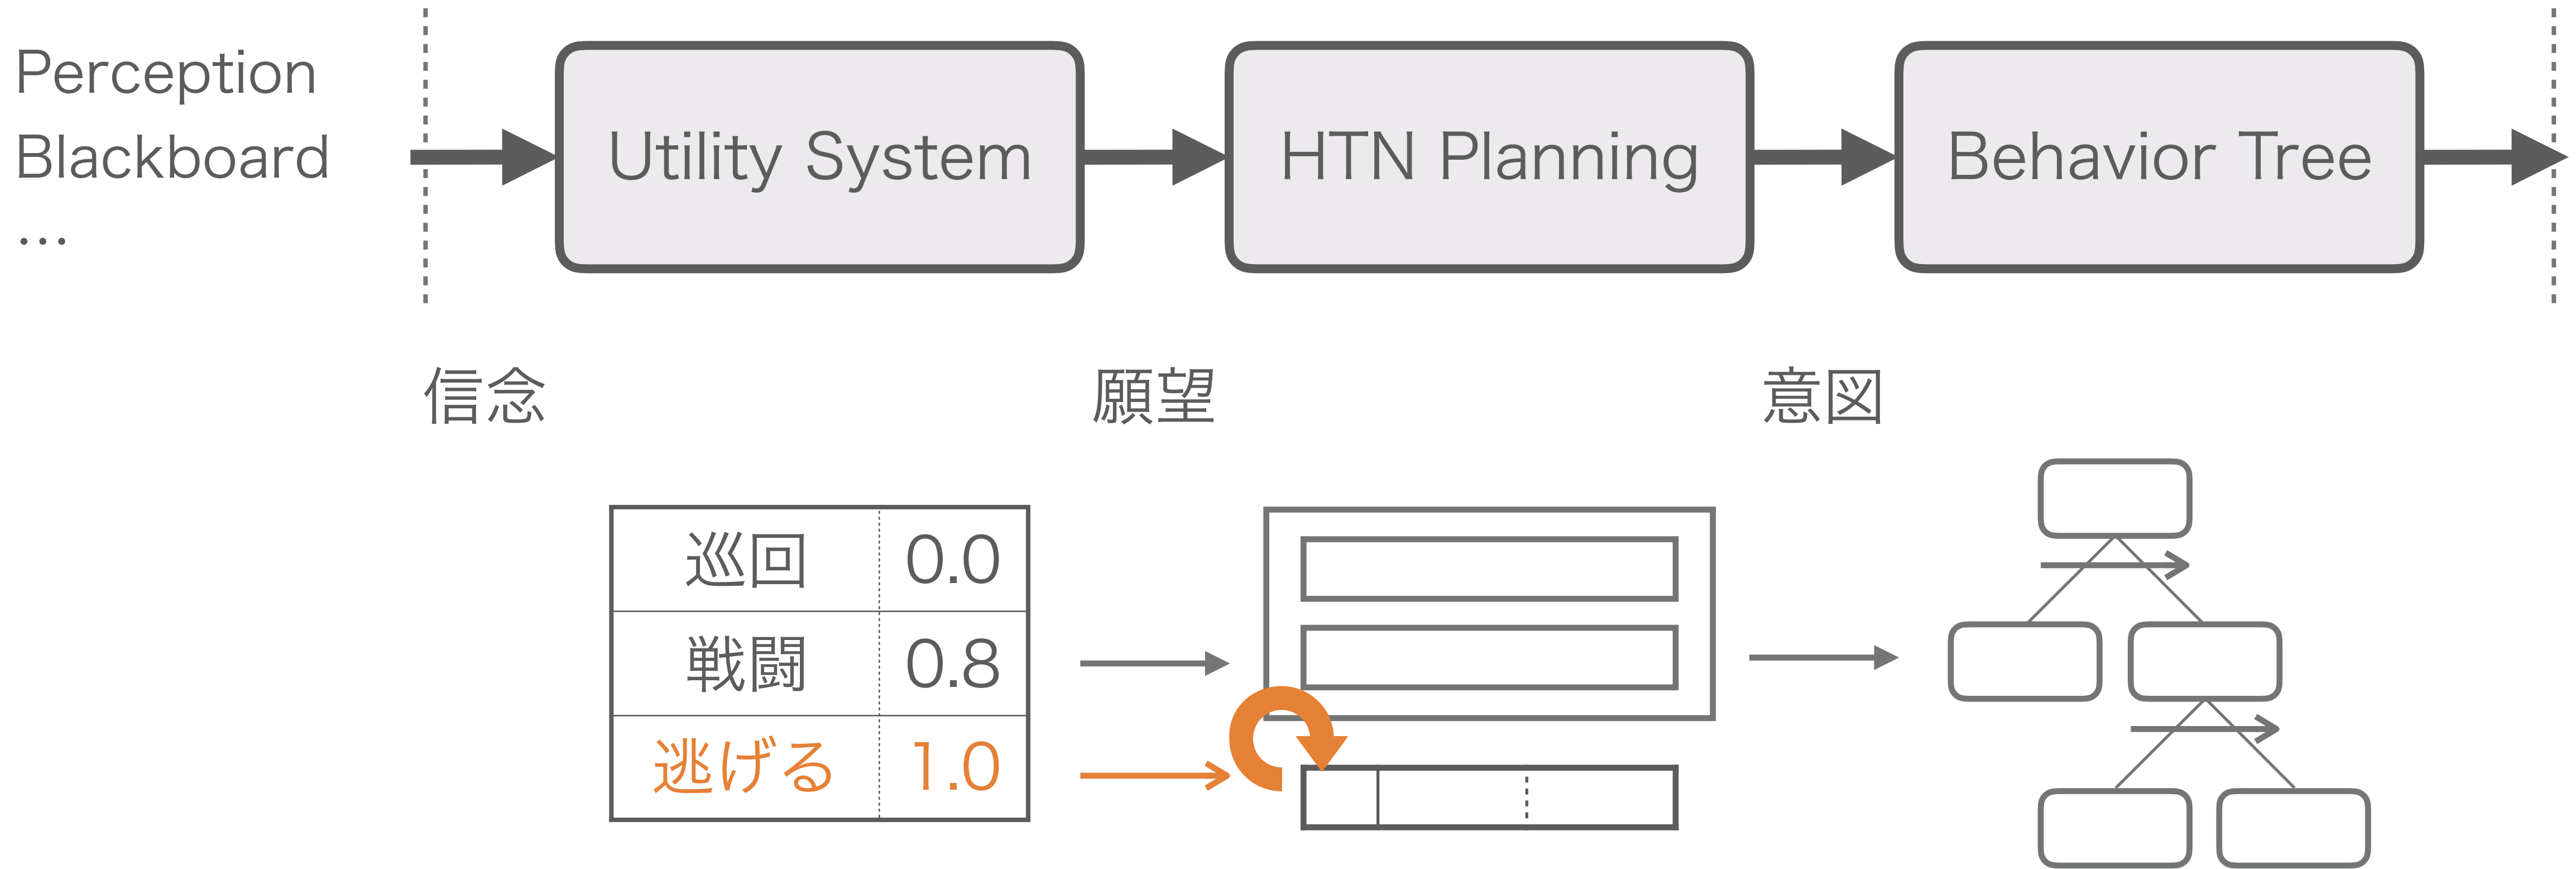 Perception
Blackboard
…
Utility System
HTN Planning
Behavior Tree
信念
願望
意図
巡回 0.0
戦闘 0.8
逃げる 1.0